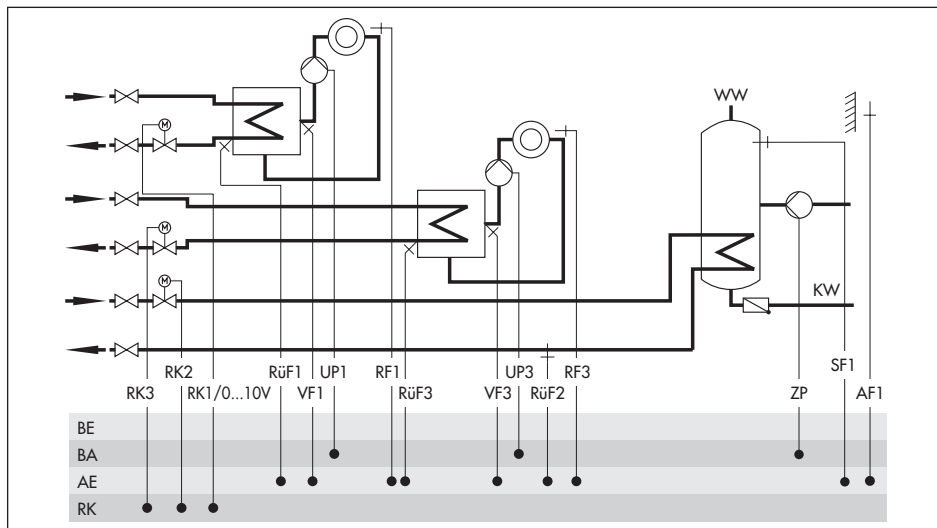 WW
M
M
M
KW
RK3
RK2
RK1/0...10V
RüF1
VF1
UP1
RF1
RüF3
VF3
UP3
RüF2
RF3
ZP
SF1
AF1
BE
BA
AE
RK